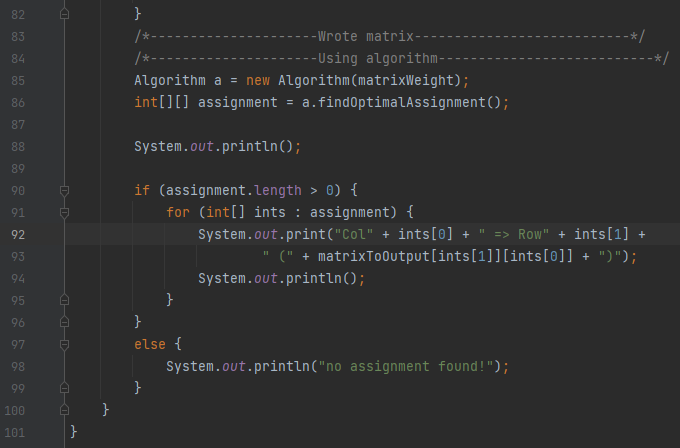 82 }
83 /*---------------------Wrote matrix---------------------------*/
84 /*---------------------Using algorithm---------------------------*/
85 Algorithm a = new Algorithm(matrixWeight);
86 int[][] assignment = a.findOptimalAssignment();
87
88 System.out.println();
89
90 if (assignment.length > 0) {
91 for (int[] ints : assignment) {
92 System.out.print("Col" + ints[0] + " => Row" + ints[1] +
93 " (" + matrixToOutput[ints[1]][ints[0]] + ")");
94 System.out.println();
95 }
96 }
97 else {
98 System.out.println("no assignment found!");
99 }
100 }
101 }